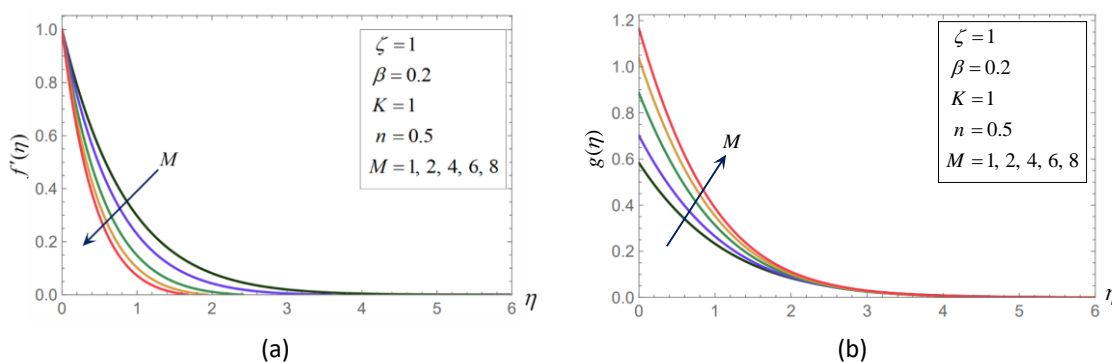 1.0
0.8
0.6
0.4
0.2
0.0
f′(η)
0 1 2 3 4 5 6
η
M
ζ = 1
β = 0.2
K = 1
n = 0.5
M = 1, 2, 4, 6, 8
(a)
1.2
1.0
0.8
0.6
0.4
0.2
0.0
g(η)
0 1 2 3 4 5 6
η
M
ζ = 1
β = 0.2
K = 1
n = 0.5
M = 1, 2, 4, 6, 8
(b)